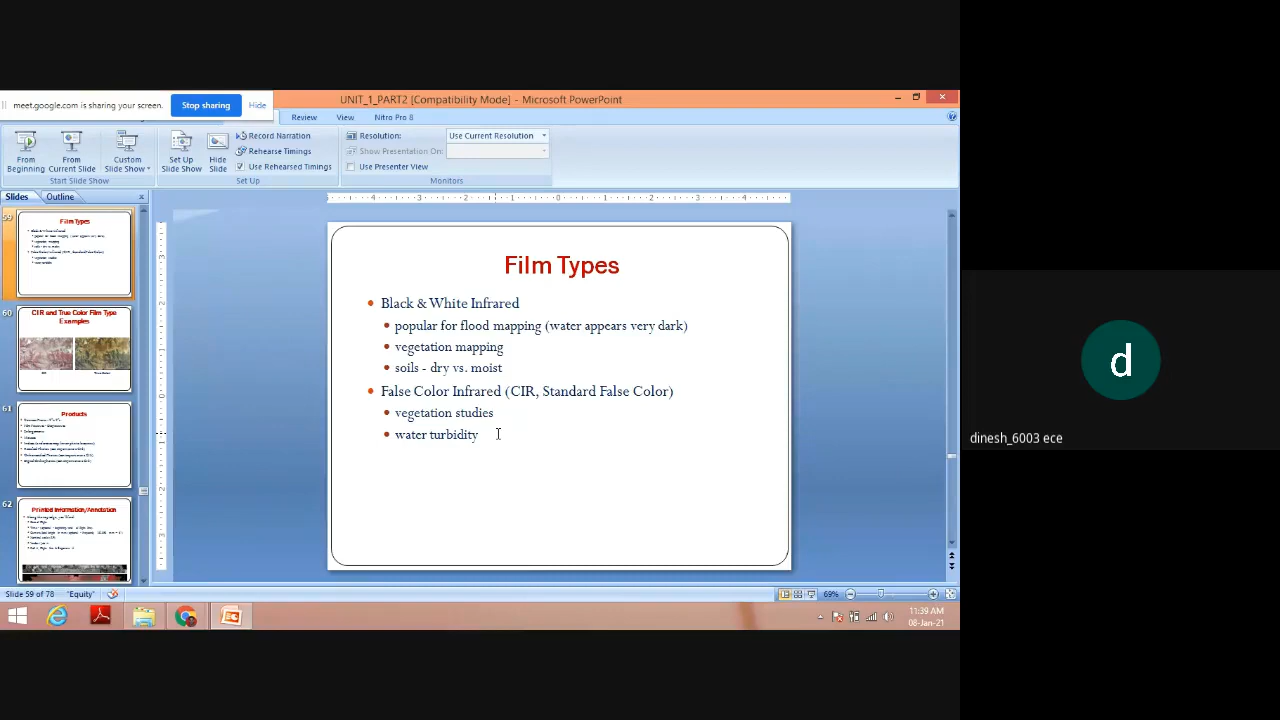 meet.google.com is sharing your screen. Stop sharing Hide
UNIT_1_PART2 [Compatibility Mode] - Microsoft PowerPoint
Review View Nitro Pro 8
From Beginning
From Current Slide
Custom Slide Show
Start Slide Show
Set Up Slide Show
Hide Slide
Record Narration
Rehearse Timings
Use Rehearsed Timings
Set Up
Resolution: Use Current Resolution
Show Presentation On:
Use Presenter View
Monitors
Slides Outline
59
Film Types
60
CIR and True Color Film Type Examples
61
Products
62
Printed Information/Annotation
Film Types
Black & White Infrared
popular for flood mapping (water appears very dark)
vegetation mapping
soils - dry vs. moist
False Color Infrared (CIR, Standard False Color)
vegetation studies
water turbidity
d
dinesh_6003 ece
Slide 59 of 78 "Equity" 69%
11:39 AM
08-Jan-21